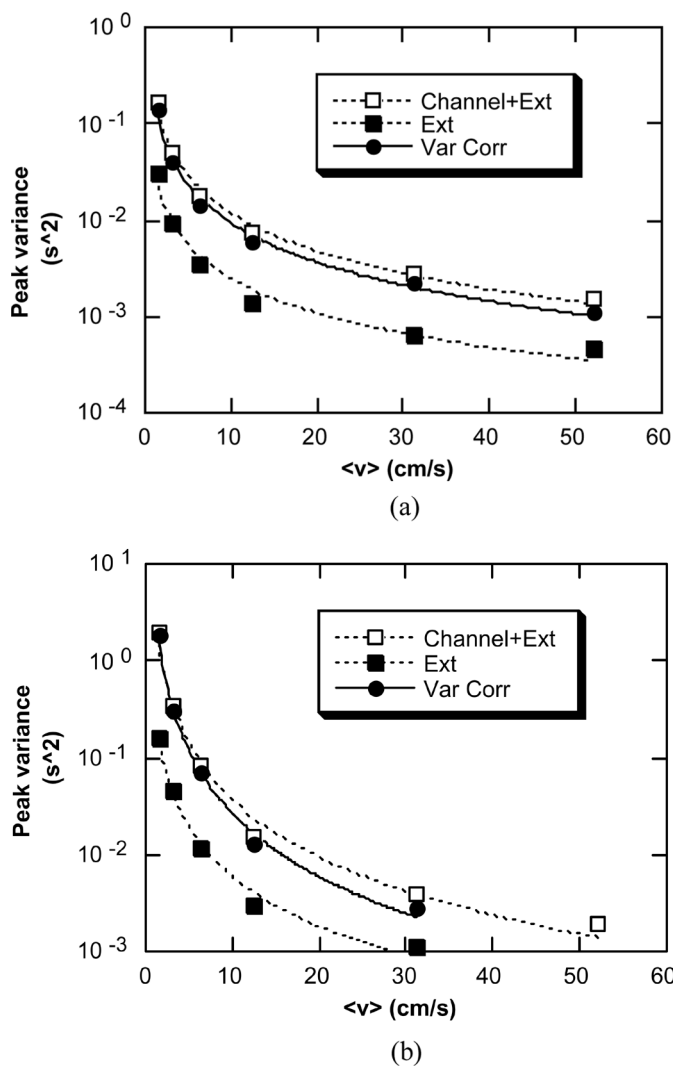 10 0
10 -1
10 -2
10 -3
10 -4
Peak variance
(s^2)
Channel+Ext
Ext
Var Corr
0 10 20 30 40 50 60
<v> (cm/s)
(a)
10 1
10 0
10 -1
10 -2
10 -3
Peak variance
(s^2)
Channel+Ext
Ext
Var Corr
0 10 20 30 40 50 60
<v> (cm/s)
(b)